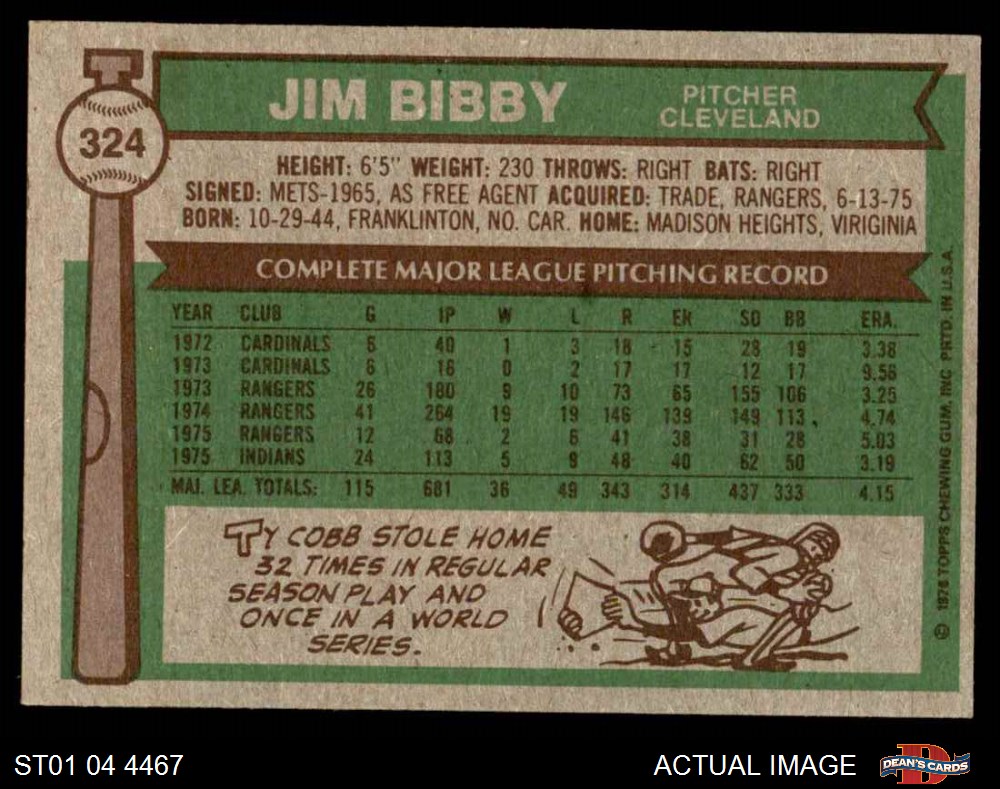 324
JIM BIBBY
PITCHER
CLEVELAND
HEIGHT: 6'5" WEIGHT: 230 THROWS: RIGHT BATS: RIGHT
SIGNED: METS-1965, AS FREE AGENT ACQUIRED: TRADE, RANGERS, 6-13-75
BORN: 10-29-44, FRANKLINTON, NO. CAR. HOME: MADISON HEIGHTS, VIRIGINIA
COMPLETE MAJOR LEAGUE PITCHING RECORD
YEAR CLUB G IP W L R ER SO BB ERA.
1972 CARDINALS 6 40 1 3 18 15 28 19 3.38
1973 CARDINALS 6 16 0 2 17 17 12 17 9.56
1973 RANGERS 26 180 9 10 73 65 155 106 3.25
1974 RANGERS 41 264 19 19 146 139 149 113 4.74
1975 RANGERS 12 68 2 6 41 38 31 28 5.03
1975 INDIANS 24 113 5 9 48 40 62 50 3.19
MAJ. LEA. TOTALS: 115 681 36 49 343 314 437 333 4.15
TY COBB STOLE HOME
32 TIMES IN REGULAR
SEASON PLAY AND
ONCE IN A WORLD
SERIES.
© 1976 TOPPS CHEWING GUM, INC PRTD. IN U.S.A.
ST01 04 4467
ACTUAL IMAGE
D
DEAN'S CARDS